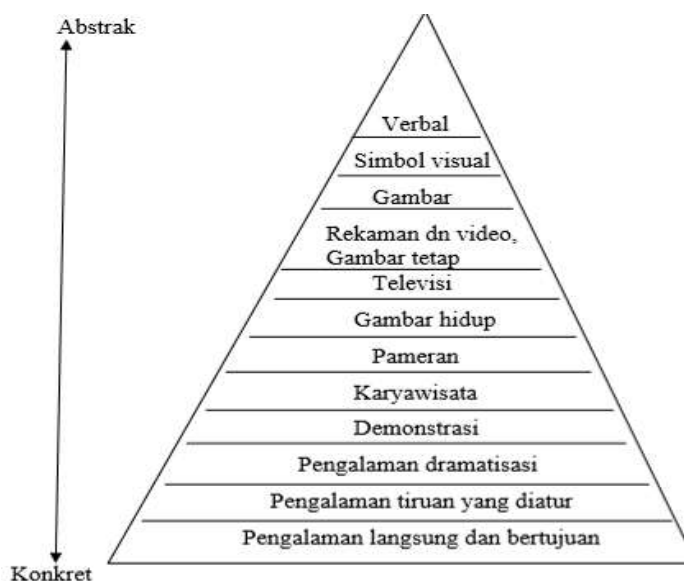 Abstrak
Verbal
Simbol visual
Gambar
Rekaman dn video,
Gambar tetap
Televisi
Gambar hidup
Pameran
Karyawisata
Demonstrasi
Pengalaman dramatisasi
Pengalaman tiruan yang diatur
Pengalaman langsung dan bertujuan
Konkret